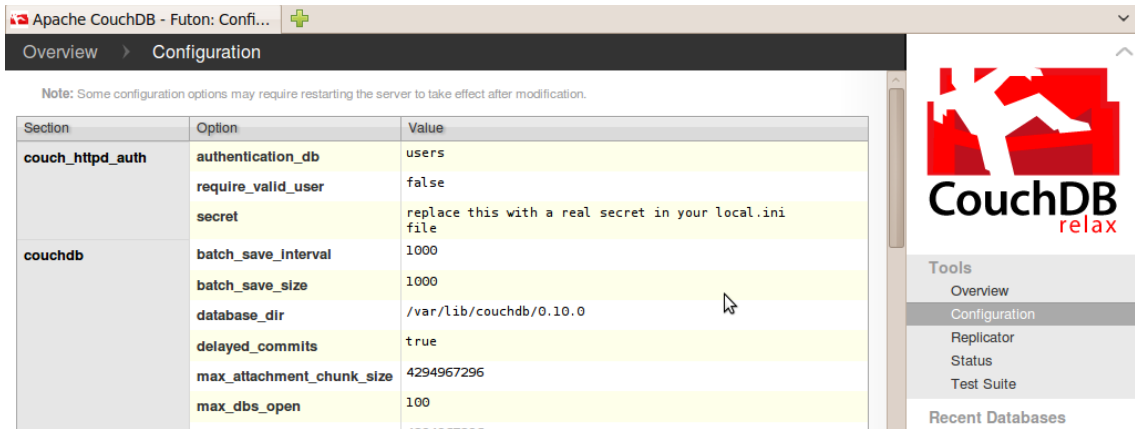 Apache CouchDB - Futon: Confi...
Overview Configuration
Note: Some configuration options may require restarting the server to take effect after modification.
Section Option Value
couch_httpd_auth authentication_db users
require_valid_user false
secret replace this with a real secret in your local.ini
file
couchdb batch_save_interval 1000
batch_save_size 1000
database_dir /var/lib/couchdb/0.10.0
delayed_commits true
max_attachment_chunk_size 4294967296
max_dbs_open 100
CouchDB
relax
Tools
Overview
Configuration
Replicator
Status
Test Suite
Recent Databases